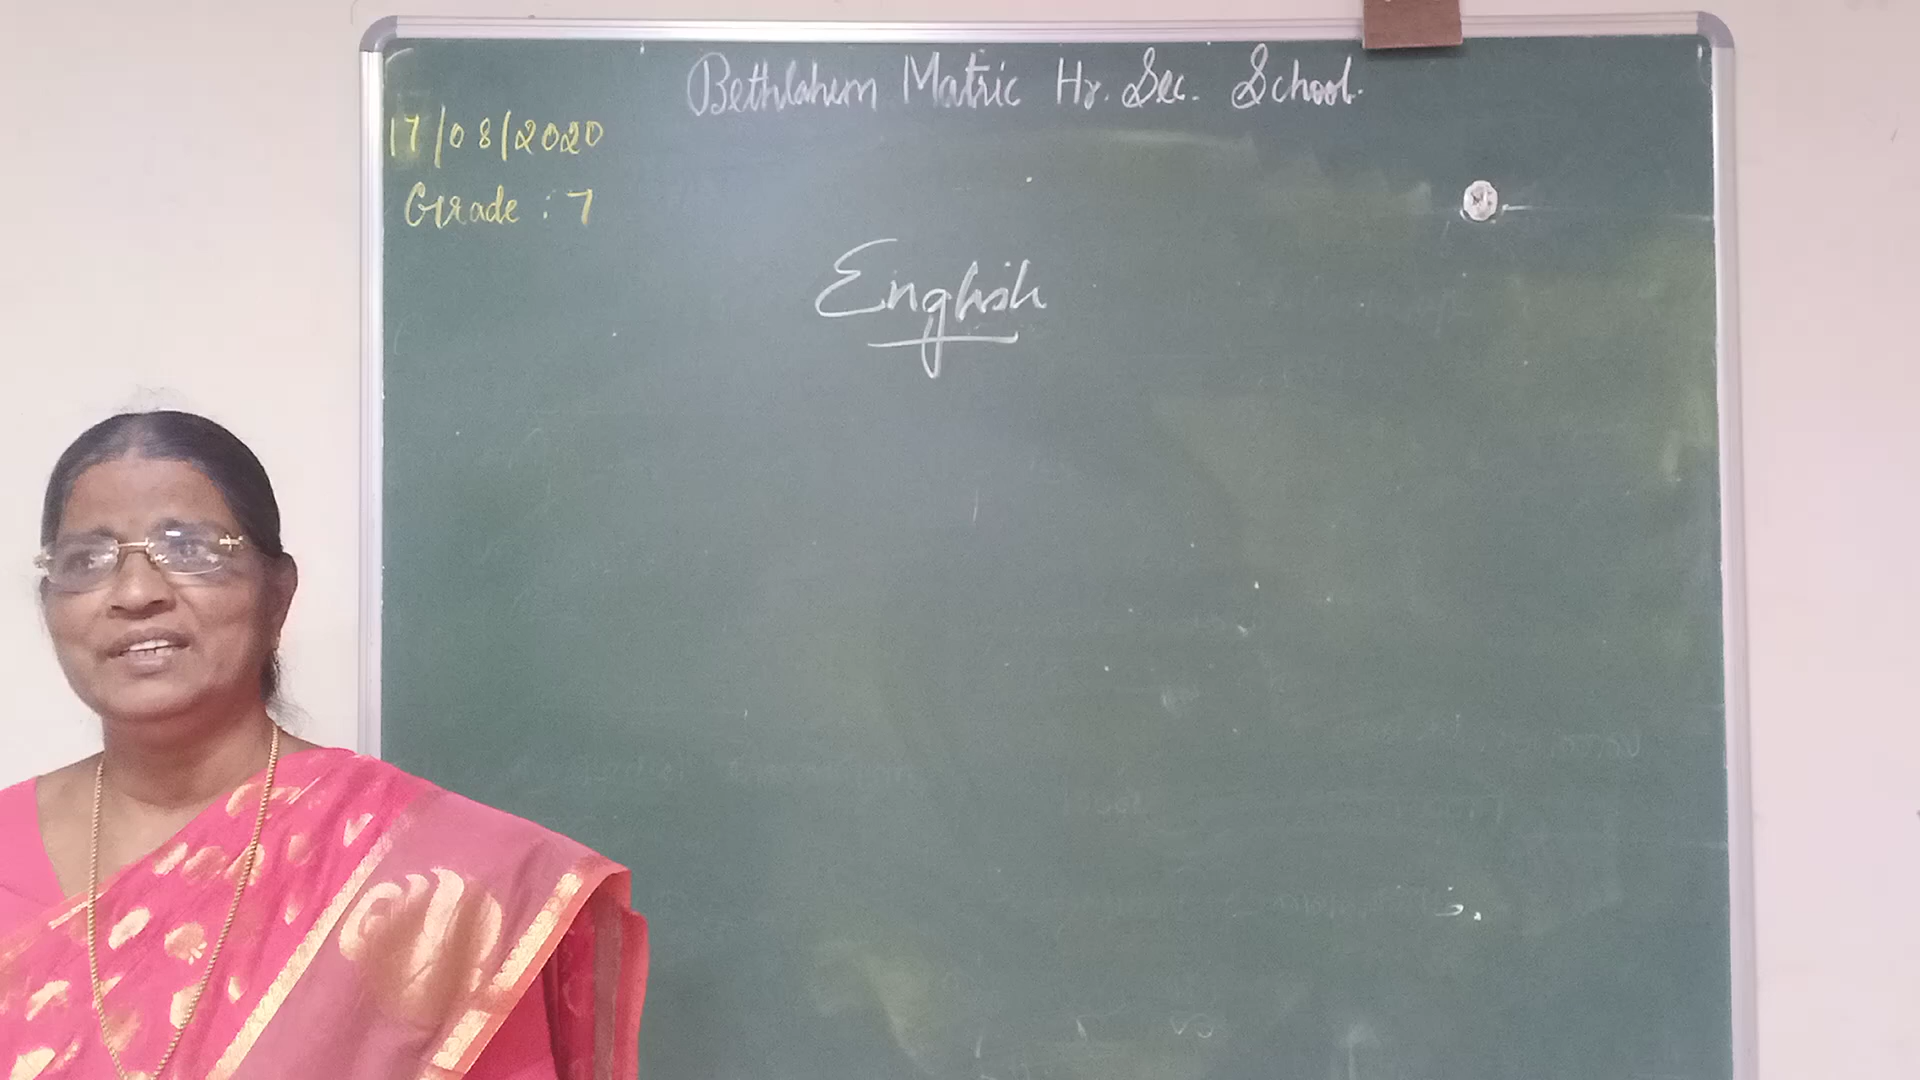 Bethlahem Matric Hr. Sec. School.
17/08/2020
Grade : 7
English